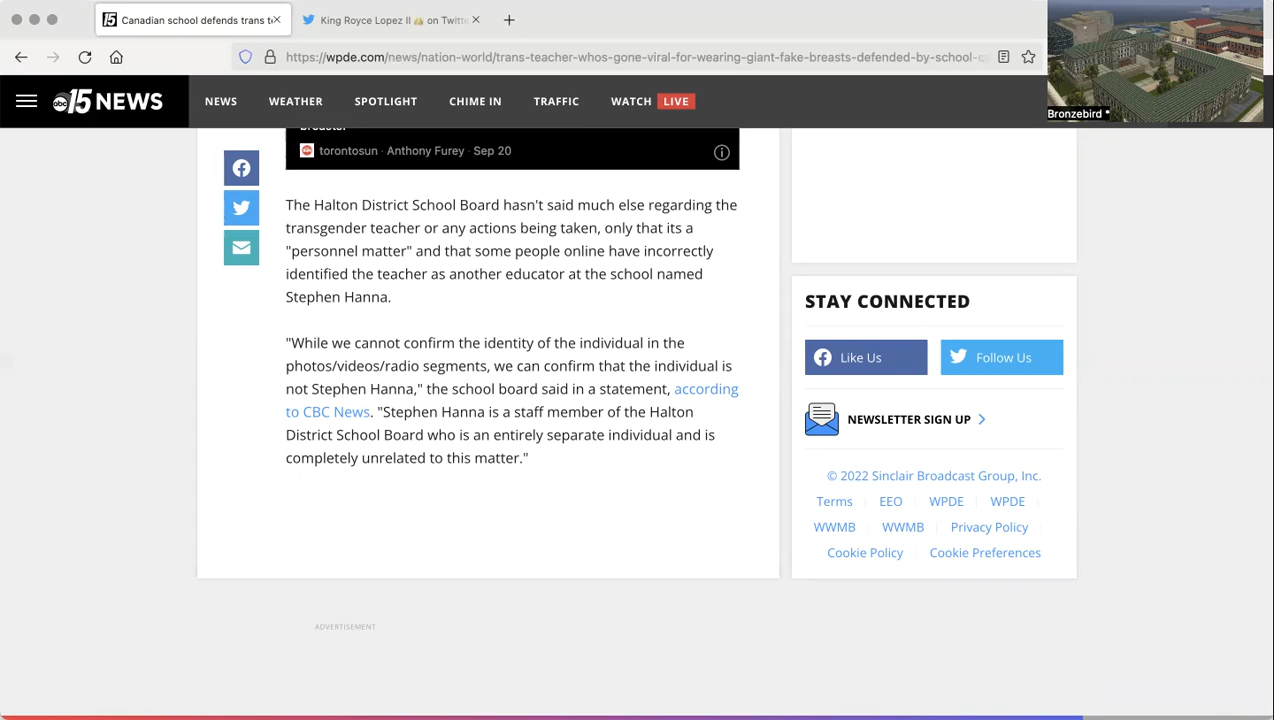 Canadian school defends trans t
King Royce Lopez II 🙌 on Twitte
https://wpde.com/news/nation-world/trans-teacher-whos-gone-viral-for-wearing-giant-fake-breasts-defended-by-school-
Bronzebird *
abc 15 NEWS
NEWS
WEATHER
SPOTLIGHT
CHIME IN
TRAFFIC
WATCH LIVE
torontosun · Anthony Furey · Sep 20
The Halton District School Board hasn't said much else regarding the
transgender teacher or any actions being taken, only that its a
"personnel matter" and that some people online have incorrectly
identified the teacher as another educator at the school named
Stephen Hanna.
"While we cannot confirm the identity of the individual in the
photos/videos/radio segments, we can confirm that the individual is
not Stephen Hanna," the school board said in a statement, according
to CBC News. "Stephen Hanna is a staff member of the Halton
District School Board who is an entirely separate individual and is
completely unrelated to this matter."
ADVERTISEMENT
STAY CONNECTED
Like Us
Follow Us
NEWSLETTER SIGN UP
© 2022 Sinclair Broadcast Group, Inc.
Terms EEO WPDE WPDE
WWMB WWMB Privacy Policy
Cookie Policy Cookie Preferences